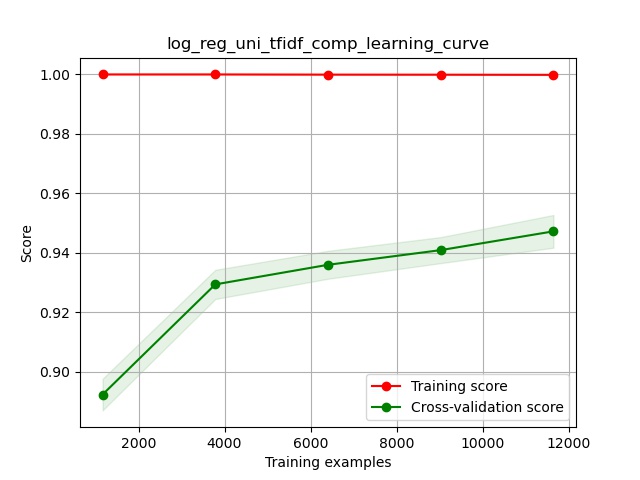 log_reg_uni_tfidf_comp_learning_curve
1.00
0.98
0.96
0.94
0.92
0.90
Score
Training score
Cross-validation score
2000 4000 6000 8000 10000 12000
Training examples